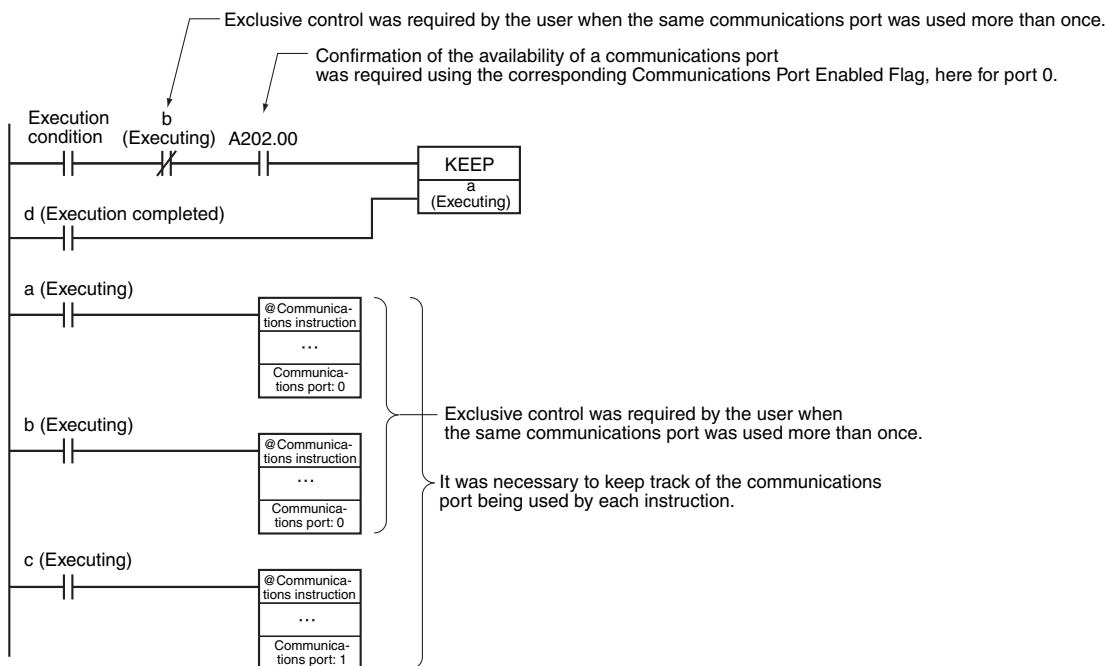 Exclusive control was required by the user when the same communications port was used more than once.
Confirmation of the availability of a communications port
was required using the corresponding Communications Port Enabled Flag, here for port 0.
Execution
condition
b
(Executing)
A202.00
KEEP
a
(Executing)
d (Execution completed)
a (Executing)
@Communica-
tions instruction
...
Communica-
tions port: 0
b (Executing)
@Communica-
tions instruction
...
Communica-
tions port: 0
Exclusive control was required by the user when
the same communications port was used more than once.
It was necessary to keep track of the communications
port being used by each instruction.
c (Executing)
@Communica-
tions instruction
...
Communica-
tions port: 1